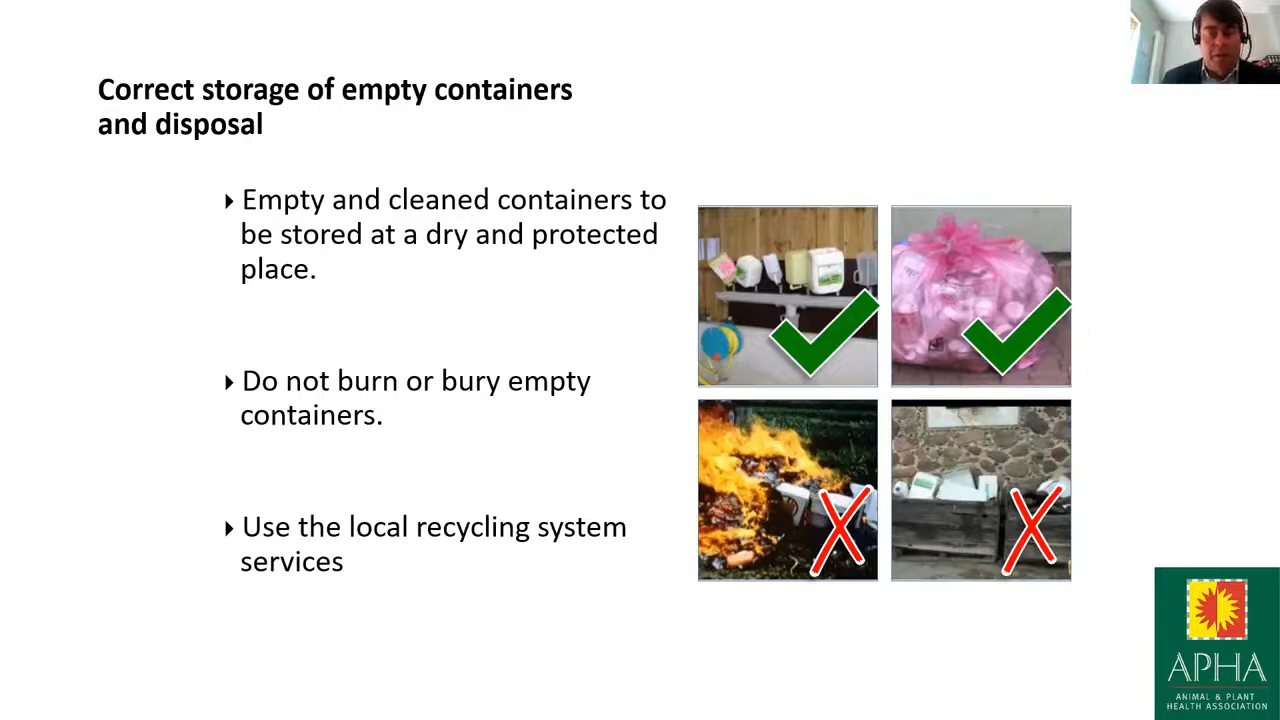 Correct storage of empty containers
and disposal
Empty and cleaned containers to
be stored at a dry and protected
place.
Do not burn or bury empty
containers.
Use the local recycling system
services
APHA
ANIMAL & PLANT
HEALTH ASSOCIATION